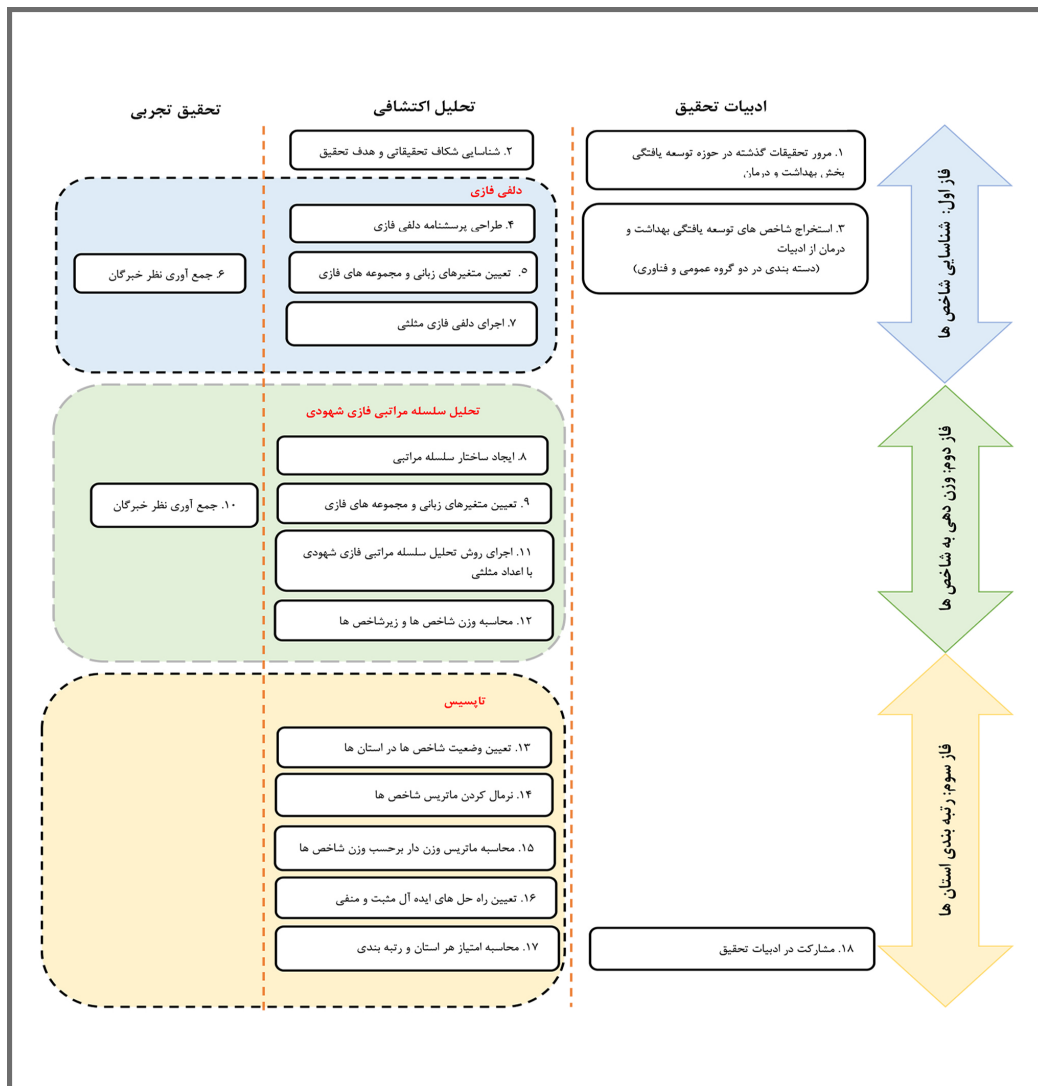 ادبیات تحقیق
تحلیل اکتشافی
تحقیق تجربی
فاز اول: شناسایی شاخص ها
۱. مرور تحقیقات گذشته در حوزه توسعه یافتگی
بخش بهداشت و درمان
۲. شناسایی شکاف تحقیقاتی و هدف تحقیق
دلفی فازی
۳. استخراج شاخص های توسعه یافتگی بهداشت و
درمان از ادبیات
(دسته بندی در دو گروه عمومی و فناوری)
۴. طراحی پرسشنامه دلفی فازی
۵. تعیین متغیرهای زبانی و مجموعه های فازی
۶. جمع آوری نظر خبرگان
۷. اجرای دلفی فازی مثلثی
فاز دوم: وزن دهی به شاخص ها
تحلیل سلسله مراتبی فازی شهودی
۸. ایجاد ساختار سلسله مراتبی
۹. تعیین متغیرهای زبانی و مجموعه های فازی
۱۰. جمع آوری نظر خبرگان
۱۱. اجرای روش تحلیل سلسله مراتبی فازی شهودی
با اعداد مثلثی
۱۲. محاسبه وزن شاخص ها و زیرشاخص ها
فاز سوم: رتبه بندی استان ها
تاپسیس
۱۳. تعیین وضعیت شاخص ها در استان ها
۱۴. نرمال کردن ماتریس شاخص ها
۱۵. محاسبه ماتریس وزن دار برحسب وزن شاخص ها
۱۶. تعیین راه حل های ایده آل مثبت و منفی
۱۷. محاسبه امتیاز هر استان و رتبه بندی
۱۸. مشارکت در ادبیات تحقیق